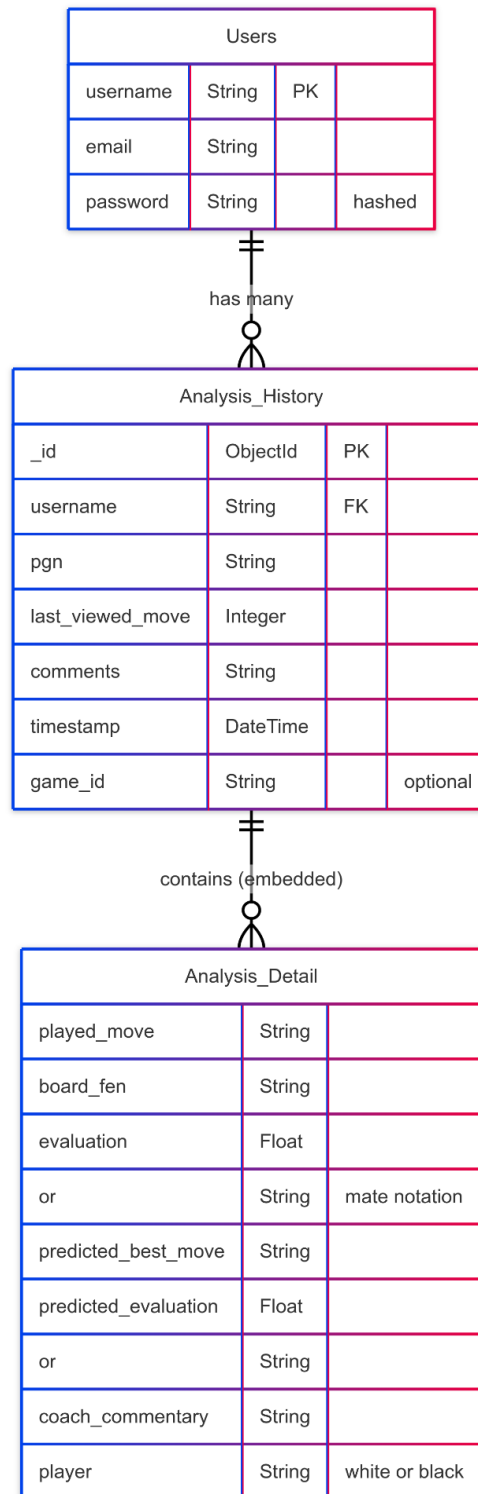 Users
username String PK
email String
password String hashed
has many
Analysis_History
_id ObjectId PK
username String FK
pgn String
last_viewed_move Integer
comments String
timestamp DateTime
game_id String optional
contains (embedded)
Analysis_Detail
played_move String
board_fen String
evaluation Float
or String mate notation
predicted_best_move String
predicted_evaluation Float
or String
coach_commentary String
player String white or black